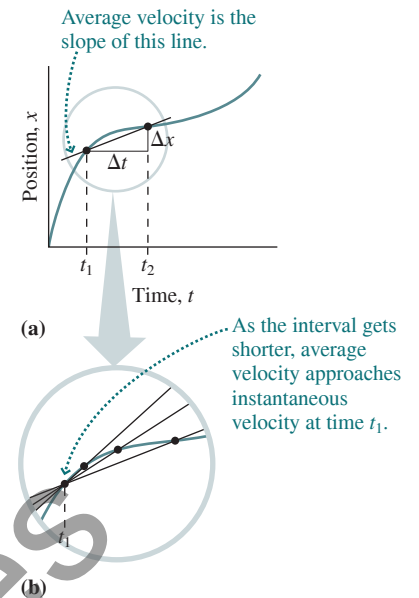 Average velocity is the
slope of this line.
Position, x
Δx
Δt
t₁
t₂
Time, t
(a)
As the interval gets
shorter, average
velocity approaches
instantaneous
velocity at time t₁.
t₁
(b)